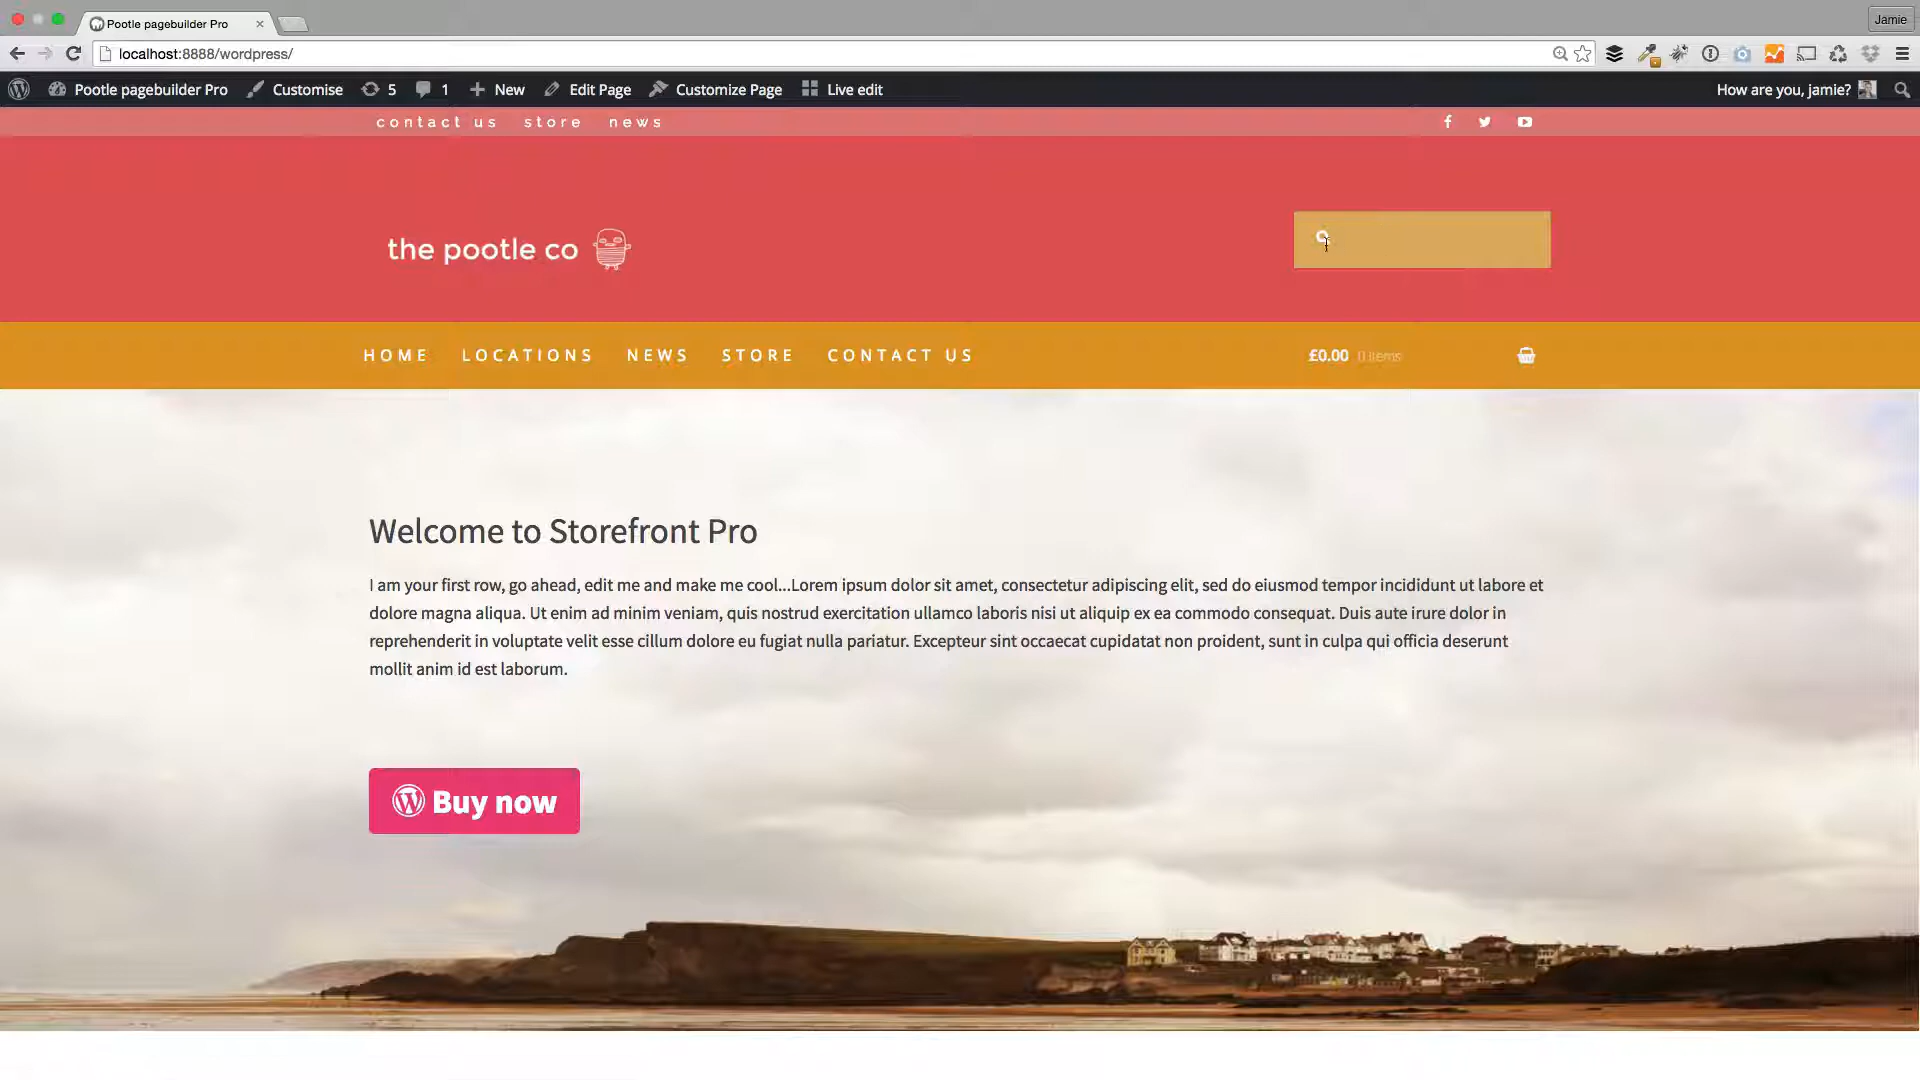 Pootle pagebuilder Pro
Jamie
localhost:8888/wordpress/
Pootle pagebuilder Pro Customise 5 1 New Edit Page Customize Page Live edit How are you, jamie?
contact us store news
the pootle co
HOME LOCATIONS NEWS STORE CONTACT US £0.00 0 items
Welcome to Storefront Pro
I am your first row, go ahead, edit me and make me cool...Lorem ipsum dolor sit amet, consectetur adipiscing elit, sed do eiusmod tempor incididunt ut labore et
dolore magna aliqua. Ut enim ad minim veniam, quis nostrud exercitation ullamco laboris nisi ut aliquip ex ea commodo consequat. Duis aute irure dolor in
reprehenderit in voluptate velit esse cillum dolore eu fugiat nulla pariatur. Excepteur sint occaecat cupidatat non proident, sunt in culpa qui officia deserunt
mollit anim id est laborum.
Buy now